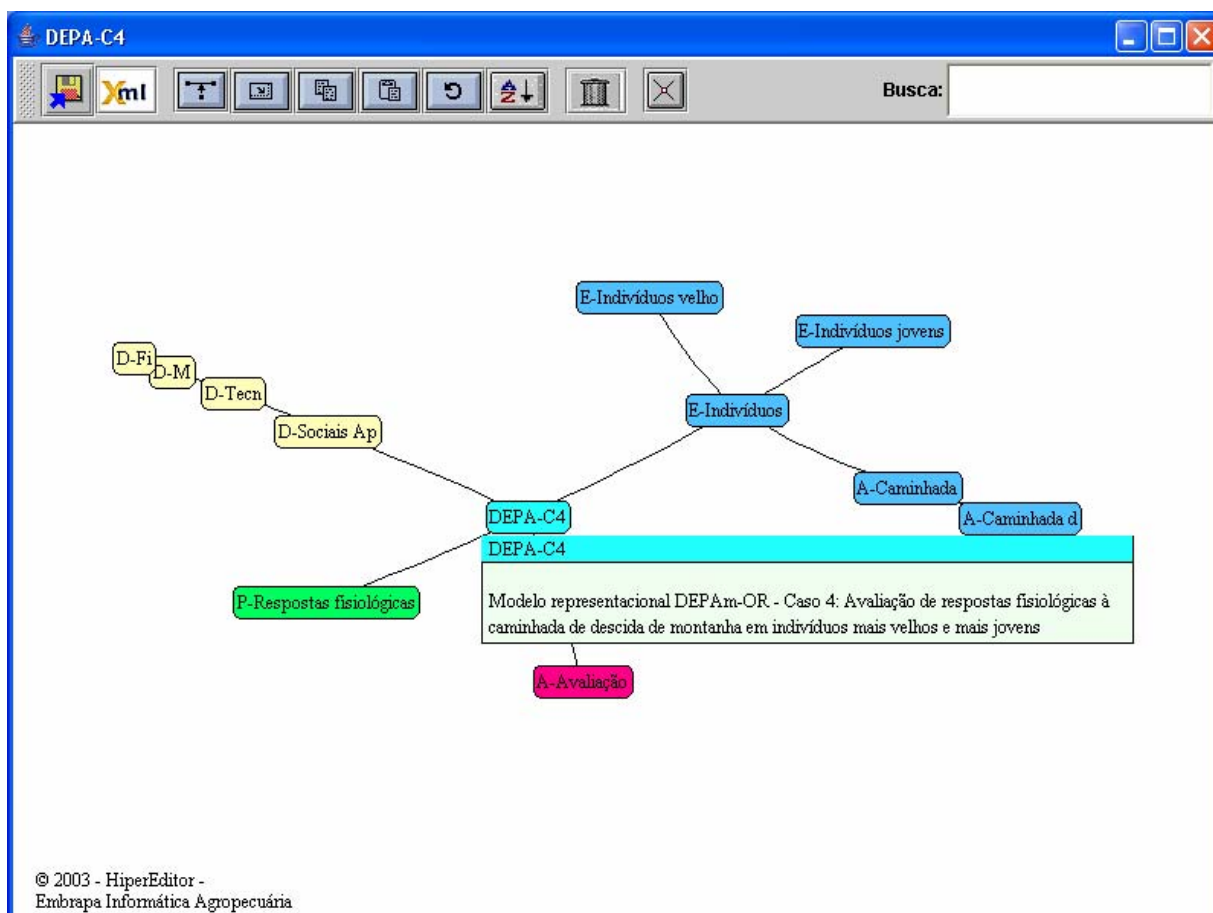 DEPA-C4
Xml
Busca:
E-Indivíduos velho
E-Indivíduos jovens
D-Fi
D-M
D-Tecn
E-Indivíduos
D-Sociais Ap
A-Caminhada
DEPA-C4
A-Caminhada d
DEPA-C4
Modelo representacional DEPAm-OR - Caso 4: Avaliação de respostas fisiológicas à
caminhada de descida de montanha em indivíduos mais velhos e mais jovens
P-Respostas fisiológicas
A-Avaliação
© 2003 - HiperEditor -
Embrapa Informática Agropecuária